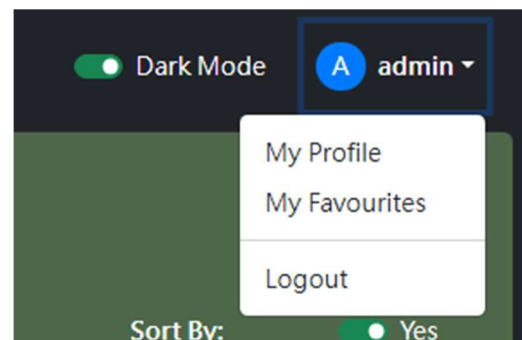 Dark Mode A admin
My Profile
My Favourites
Logout
Sort By: Yes